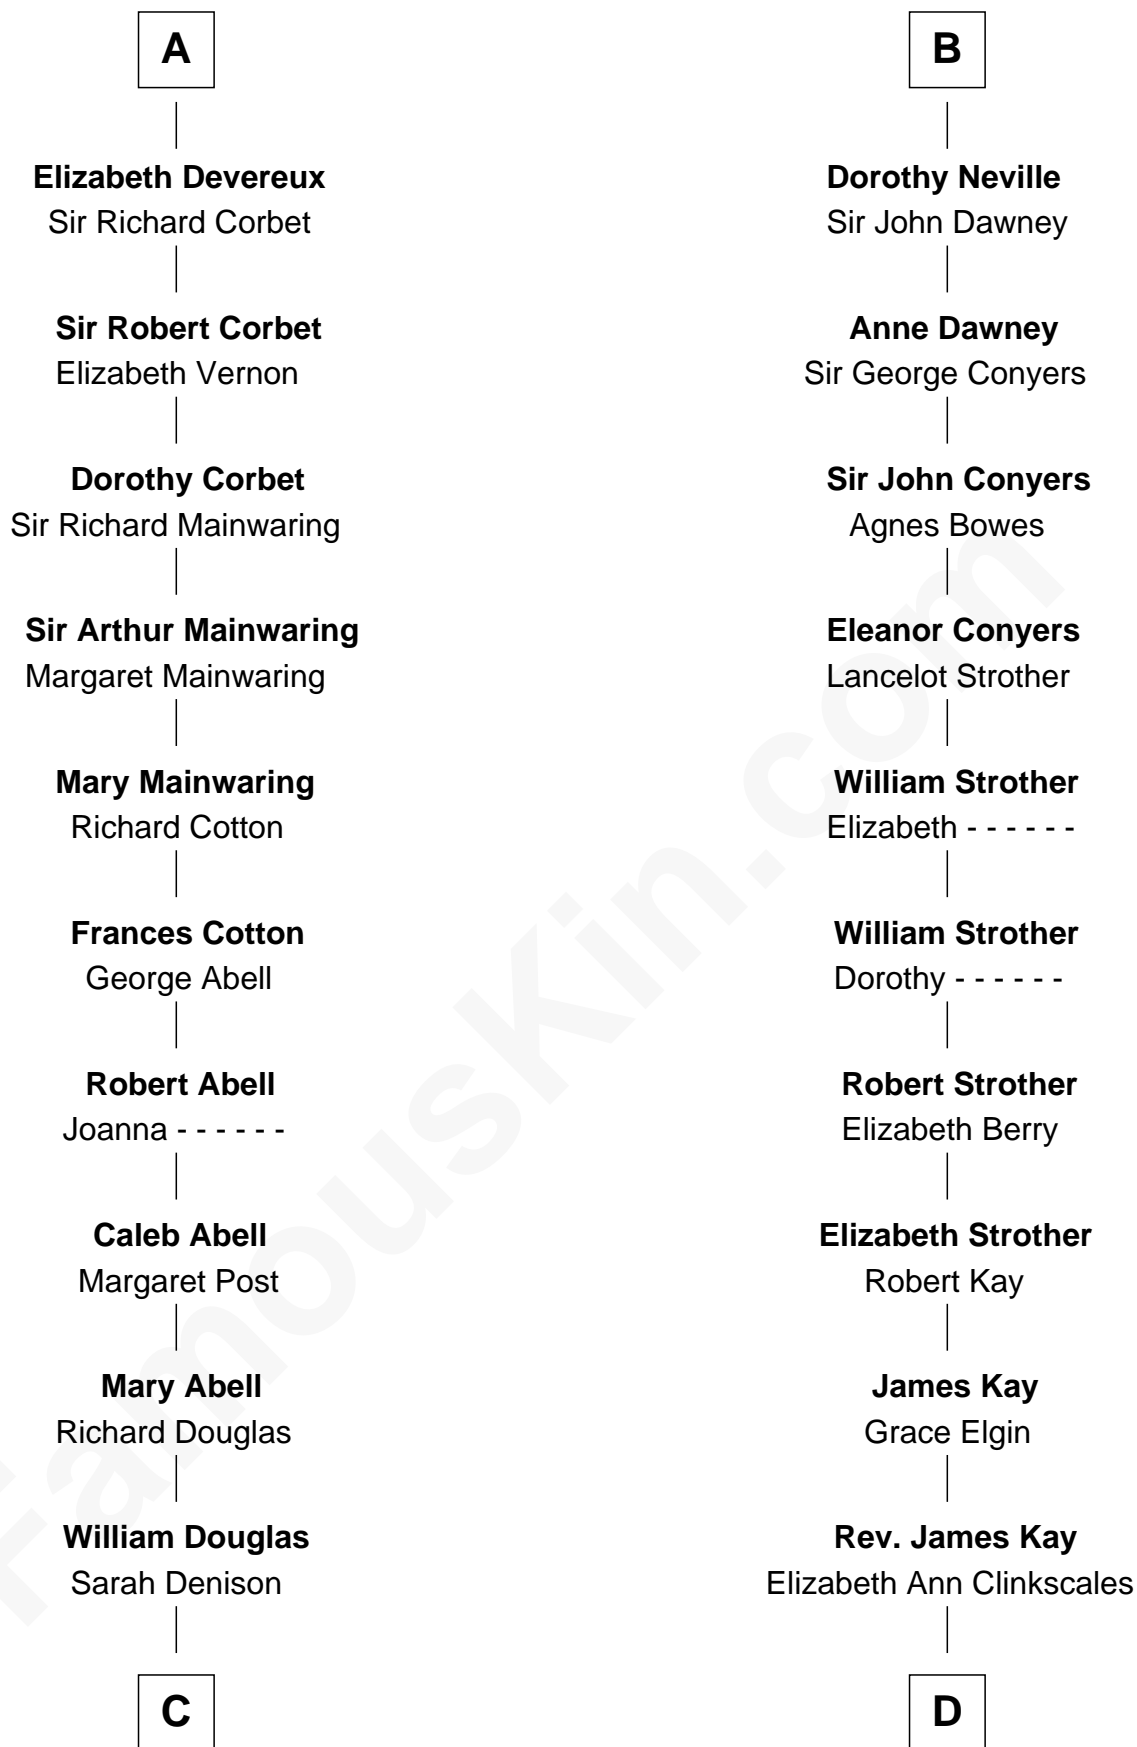 A
Elizabeth Devereux
Sir Richard Corbet
Sir Robert Corbet
Elizabeth Vernon
Dorothy Corbet
Sir Richard Mainwaring
Sir Arthur Mainwaring
Margaret Mainwaring
Mary Mainwaring
Richard Cotton
Frances Cotton
George Abell
Robert Abell
Joanna - - - - - -
Caleb Abell
Margaret Post
Mary Abell
Richard Douglas
William Douglas
Sarah Denison
C
B
Dorothy Neville
Sir John Dawney
Anne Dawney
Sir George Conyers
Sir John Conyers
Agnes Bowes
Eleanor Conyers
Lancelot Strother
William Strother
Elizabeth - - - - - -
William Strother
Dorothy - - - - - -
Robert Strother
Elizabeth Berry
Elizabeth Strother
Robert Kay
James Kay
Grace Elgin
Rev. James Kay
Elizabeth Ann Clinkscales
D
FamousKin.com